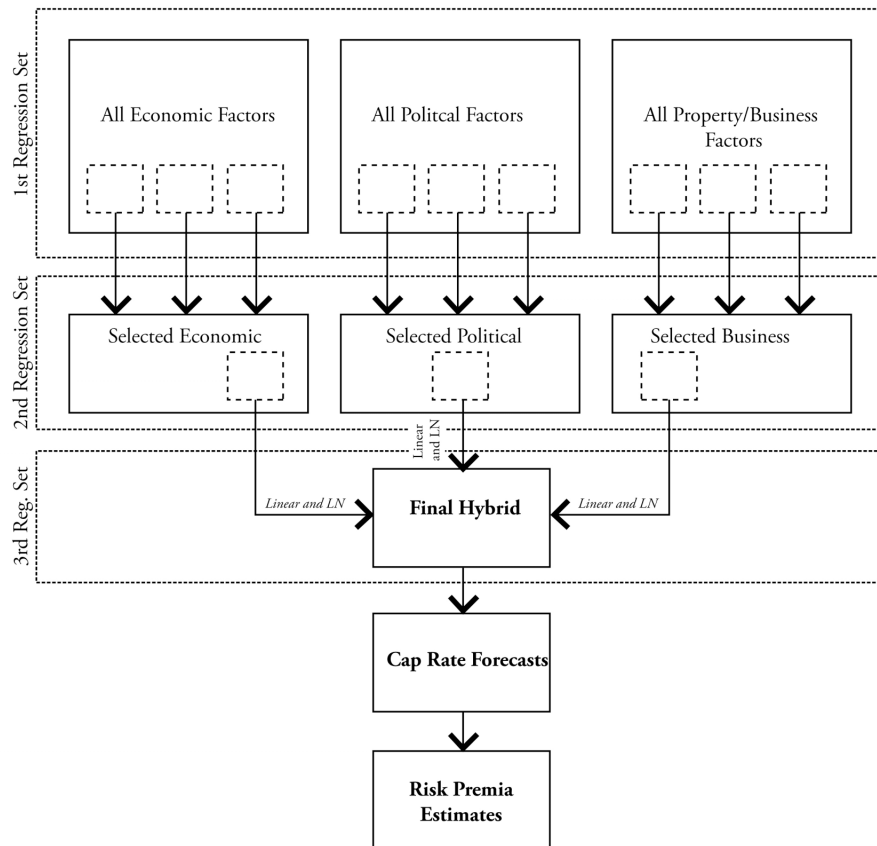 1st Regression Set
All Economic Factors
All Politcal Factors
All Property/Business
Factors
2nd Regression Set
Selected Economic
Selected Political
Selected Business
Linear
and LN
3rd Reg. Set
Linear and LN
Final Hybrid
Linear and LN
Cap Rate Forecasts
Risk Premia
Estimates